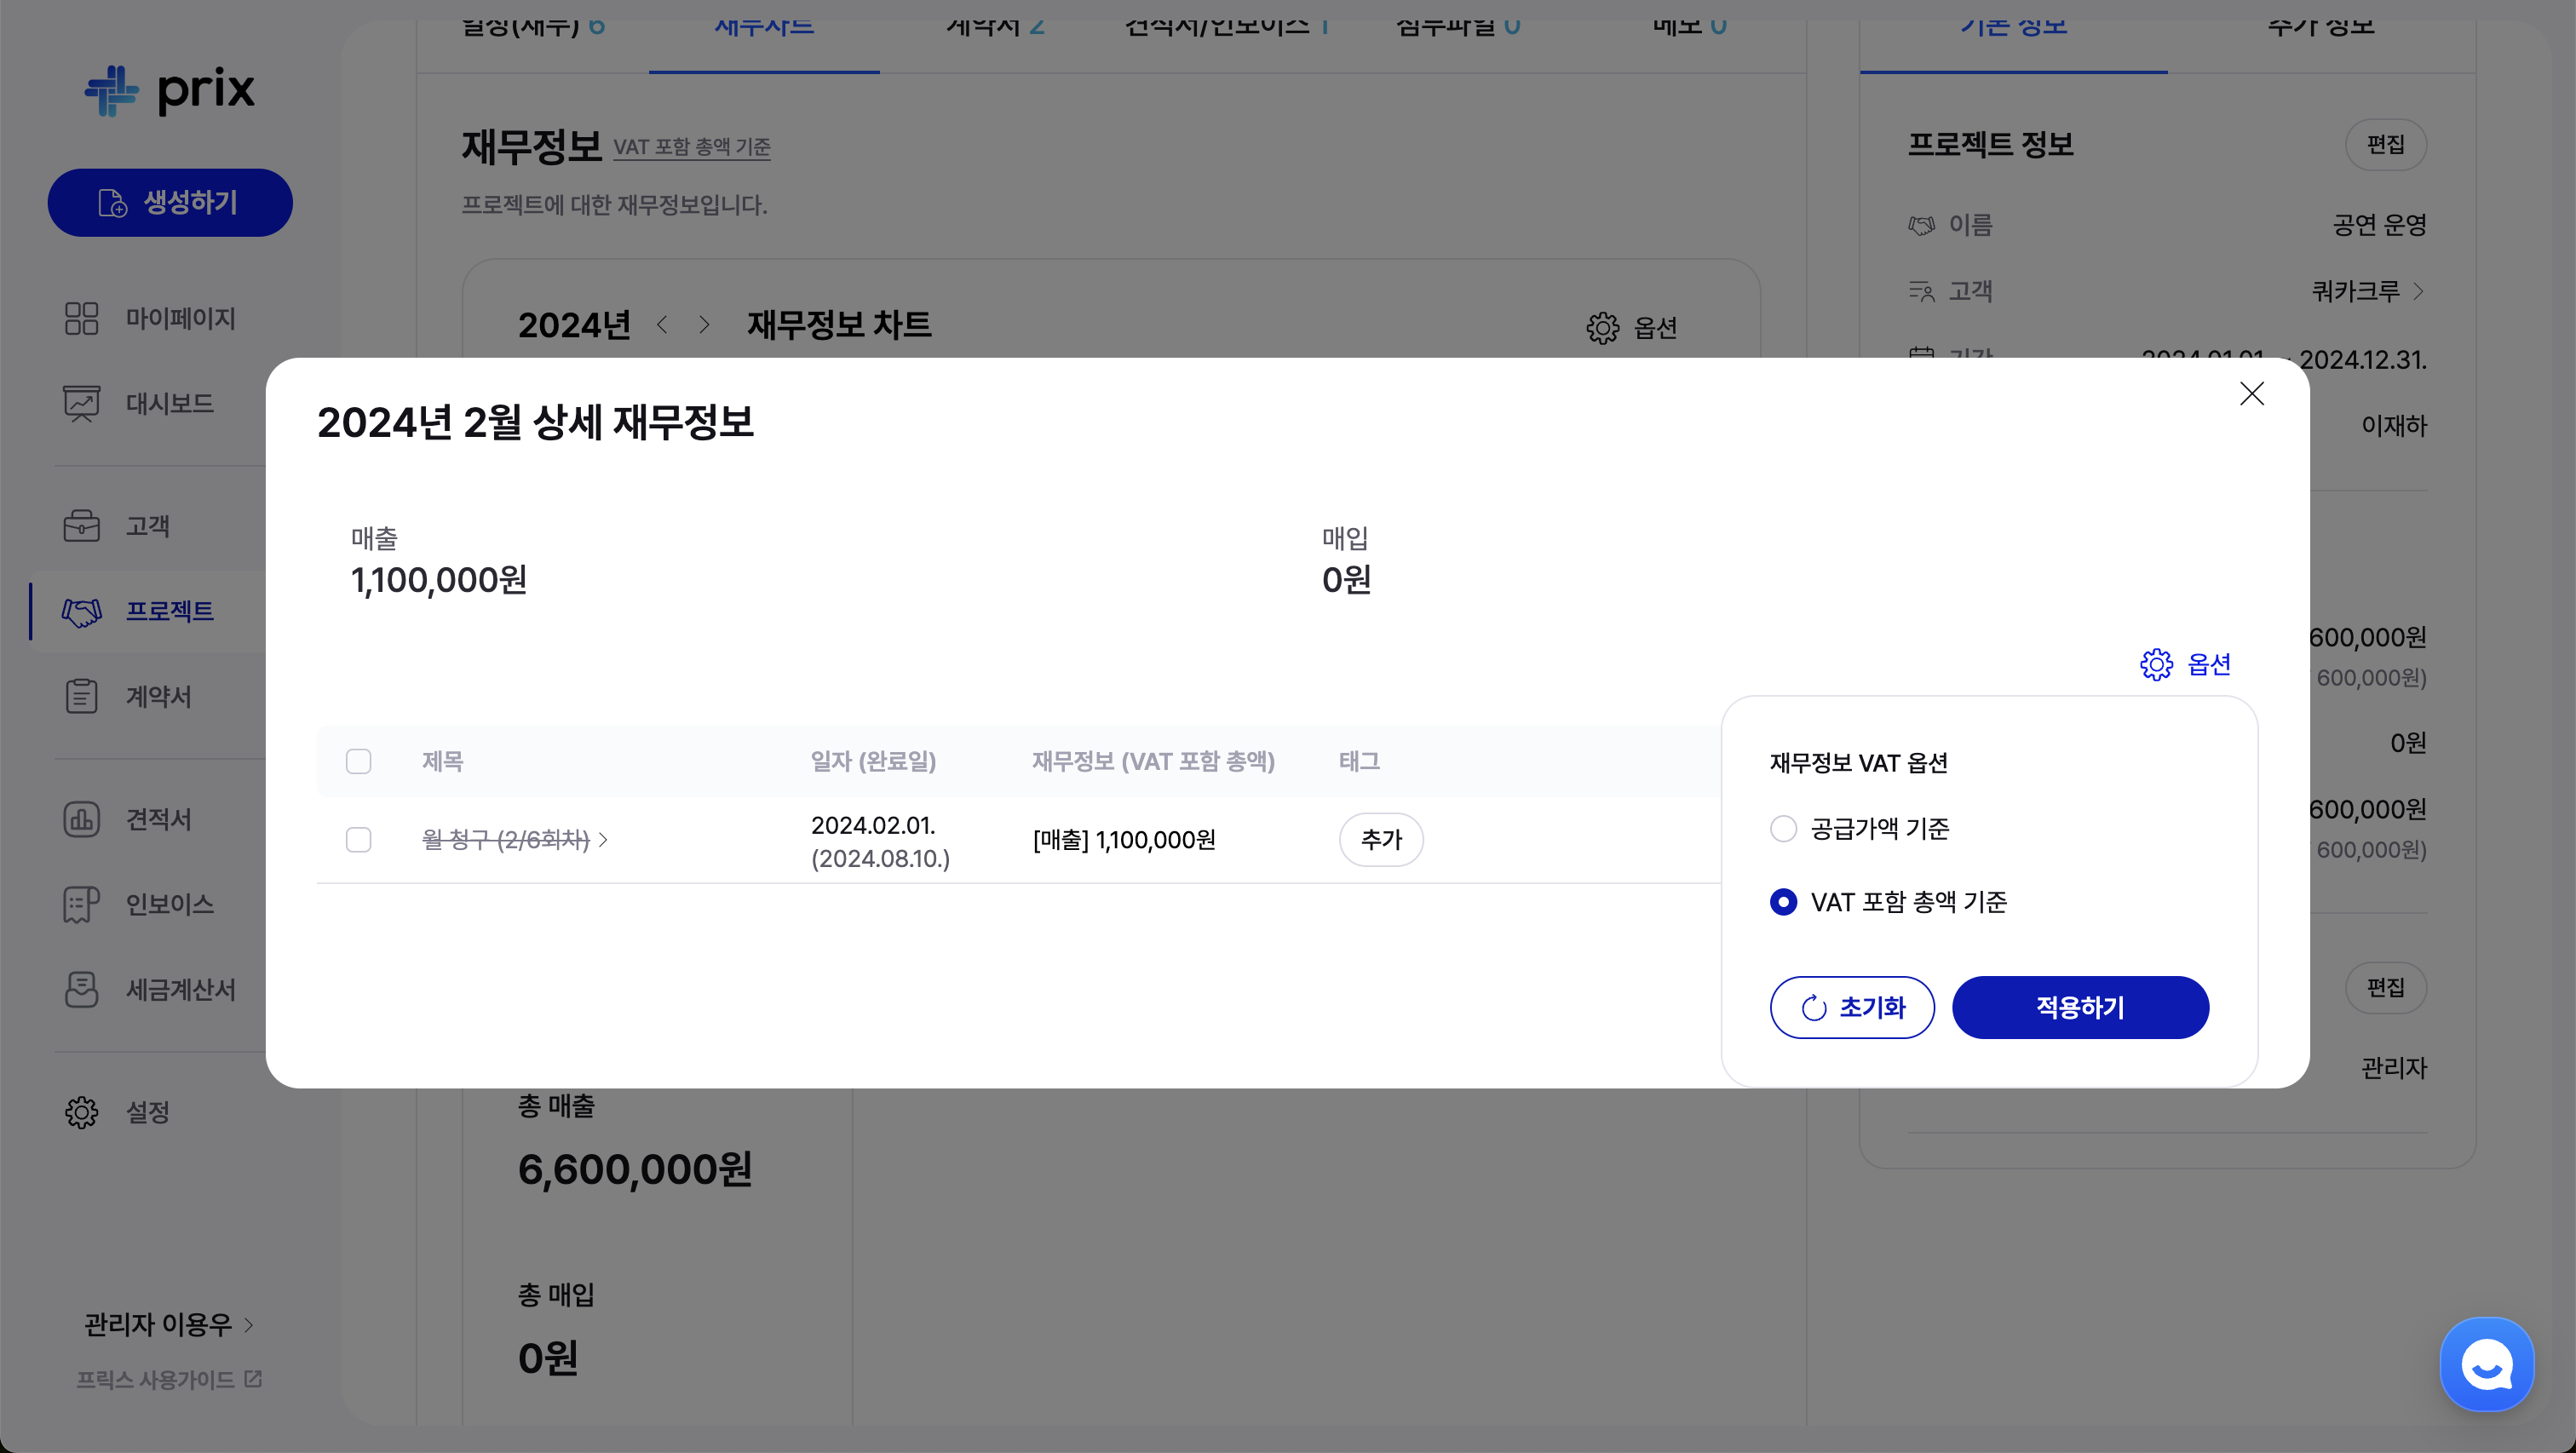 prix
생성하기
마이페이지
대시보드
고객
프로젝트
계약서
견적서
인보이스
세금계산서
설정
관리자 이용우
프릭스 사용가이드
일정(재무) 6
재무차트
계약서 2
견적서/인보이스 1
첨부파일 0
메모 0
재무정보 VAT 포함 총액 기준
프로젝트에 대한 재무정보입니다.
2024년
재무정보 차트
옵션
2024년 2월 상세 재무정보
매출
1,100,000원
매입
0원
옵션
제목
일자 (완료일)
재무정보 (VAT 포함 총액)
태그
월 청구 (2/6회차)
2024.02.01.
(2024.08.10.)
[매출] 1,100,000원
추가
재무정보 VAT 옵션
공급가액 기준
VAT 포함 총액 기준
초기화
적용하기
총 매출
6,600,000원
총 매입
0원
기본 정보
추가 정보
프로젝트 정보
편집
이름
공연 운영
고객
쿼카크루
기간
2024.01.01. ~ 2024.12.31.
이재하
600,000원
600,000원)
0원
600,000원
600,000원)
편집
관리자